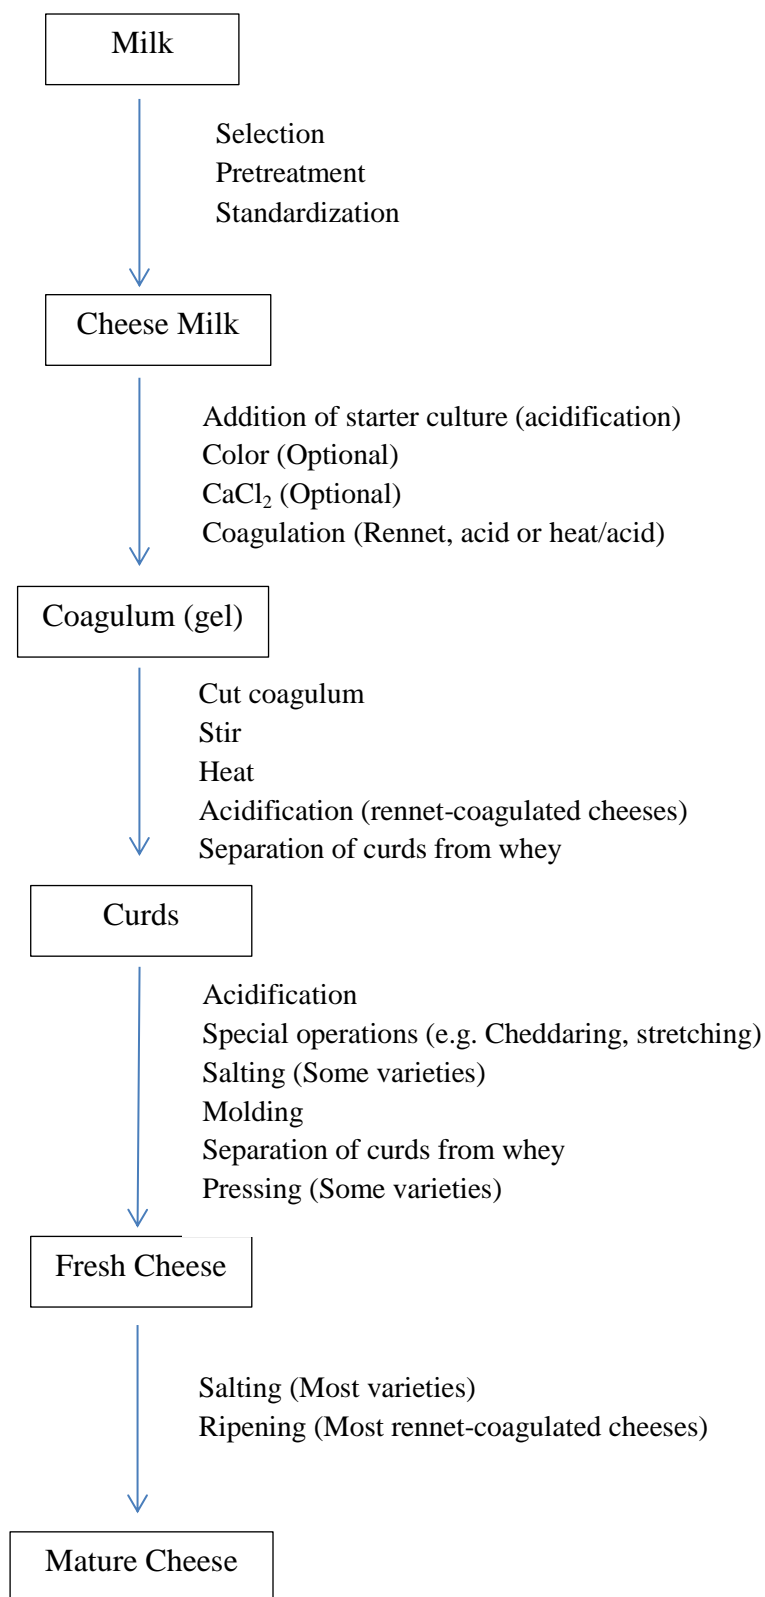 Milk
Selection
Pretreatment
Standardization
Cheese Milk
Addition of starter culture (acidification)
Color (Optional)
CaCl₂ (Optional)
Coagulation (Rennet, acid or heat/acid)
Coagulum (gel)
Cut coagulum
Stir
Heat
Acidification (rennet-coagulated cheeses)
Separation of curds from whey
Curds
Acidification
Special operations (e.g. Cheddaring, stretching)
Salting (Some varieties)
Molding
Separation of curds from whey
Pressing (Some varieties)
Fresh Cheese
Salting (Most varieties)
Ripening (Most rennet-coagulated cheeses)
Mature Cheese